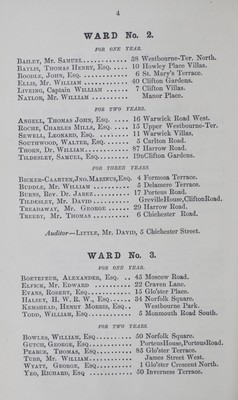 4
WARD No. 2.
FOR ONE YEAR.
BAILEY, Mr. SAMUEL 38 Westbourne-Ter. North.
BAYLIS, THOMAS HENRY, ESQ. 10 Howley Place Villas.
BOODLE, JOHN, ESQ. 6 St. Mary's Terrace.
ELLIS, Mr. WILLIAM 40 Clifton Gardens.
LIVEING, Captain WILLIAM 7 Clifton Villas.
NAYLOR, Mr. WILLIAM Manor Place.
FOR TWO YEARS.
ANGELL, THOMAS JOHN, ESQ. 16 Warwick Road West.
ROCHE, CHARLES MILLS, ESQ. 15 Upper Westbourne-Ter.
SEWELL, LEONARD, ESQ. 11 Warwick Villas.
SOUTHWOOD, WALTER, ESQ. 5 Carlton Road.
THORN, Dr. WILLIAM 87 Harrow Road.
TILDESLEY, SAMUEL, ESQ. Clifton Gardens.
FOR THREE YEARS
BICKER-CAARTEN, JNO. MARINUS, ESQ. 4 Formosa Terrace.
BUDDLE, Mr. WILLIAM 5 Delamere Terrace.
BURNS, Rev. Dr. JABEZ 17 Porteus Road.
TILDESLEY, Mr. DAVID Greville House, Clifton Road.
TREADAWAY, Mr. GEORGE 29 Harrow Road.
TREEBY, Mr. THOMAS 6 Chichester Road.
Auditor—LITTLE, Mr. DAVID, 5 Chichester Street.
WARD No. 3.
FOR ONE YEAR.
BOETEFEUR, ALEXANDER, ESQ. 45 Moscow Road.
ELFICK, Mr. EDWARD 22 Craven Lane.
EVANS, ROBERT, ESQ. 15 Glo'ster Place.
HALSEY, H. W. R. W., ESQ. 34 Norfolk Square.
KEMSHEAD, HENRY MORRIS, ESQ. Westbourne Park.
TODD, WILLIAM, ESQ. 5 Monmouth Road South.
FOR TWO YEARS.
BOWLES, WILLIAM, ESQ. 50 Norfolk Square.
GUTCH, GEORGE, ESQ. Porteus House, Porteus Road.
PEARCE, THOMAS, ESQ. 85 Glo'ster Terrace.
TUBB, Mr. WILLIAM James Street West.
WYATT, GEORGE, ESQ. 1 Glo'ster Crescent North.
YEO, RICHARD, ESQ 50 Inverness Terrace.